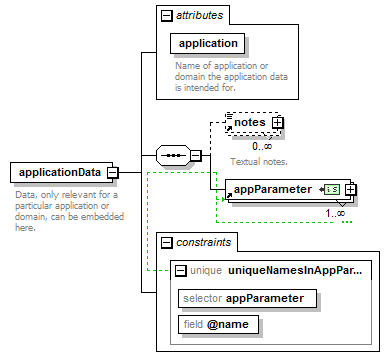 attributes
application
Name of application or
domain the application data
is intended for.
notes
0..∞
Textual notes.
applicationData
Data, only relevant for a
particular application or
domain, can be embedded
here.
appParameter
1..∞
constraints
unique uniqueNamesInAppPar...
selector appParameter
field @name